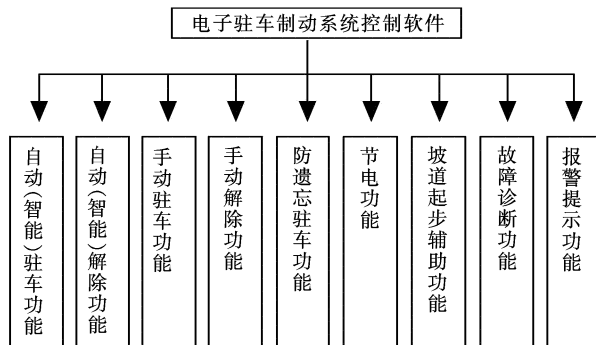 电子驻车制动系统控制软件
自动(智能)驻车功能
自动(智能)解除功能
手动驻车功能
手动解除功能
防遗忘驻车功能
节电功能
坡道起步辅助功能
故障诊断功能
报警提示功能